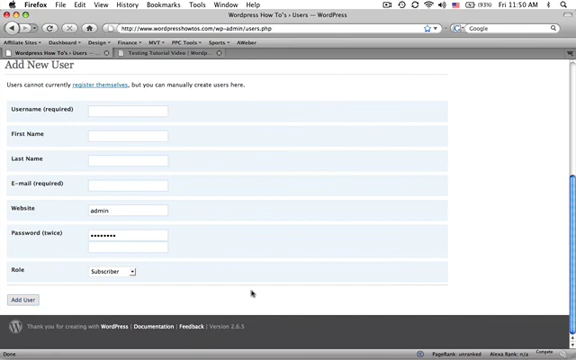 Firefox File Edit View History Bookmarks Tools Window Help (93%) Fri 11:50 AM
Wordpress How To's › Users — WordPress
http://www.wordpresshowtos.com/wp-admin/users.php
Google
Affiliate Sites Dashboard Design Finance MVT PPC Tools Sports AWeber
Wordpress How To's › Users — Wor...
Testing Tutorial Video | Wordp...
Add New User
Users cannot currently register themselves, but you can manually create users here.
Username (required)
First Name
Last Name
E-mail (required)
Website admin
Password (twice) ••••••••
Role Subscriber
Add User
Thank you for creating with WordPress | Documentation | Feedback | Version 2.6.5
Done PageRank: unranked Alexa Rank: n/a Compete